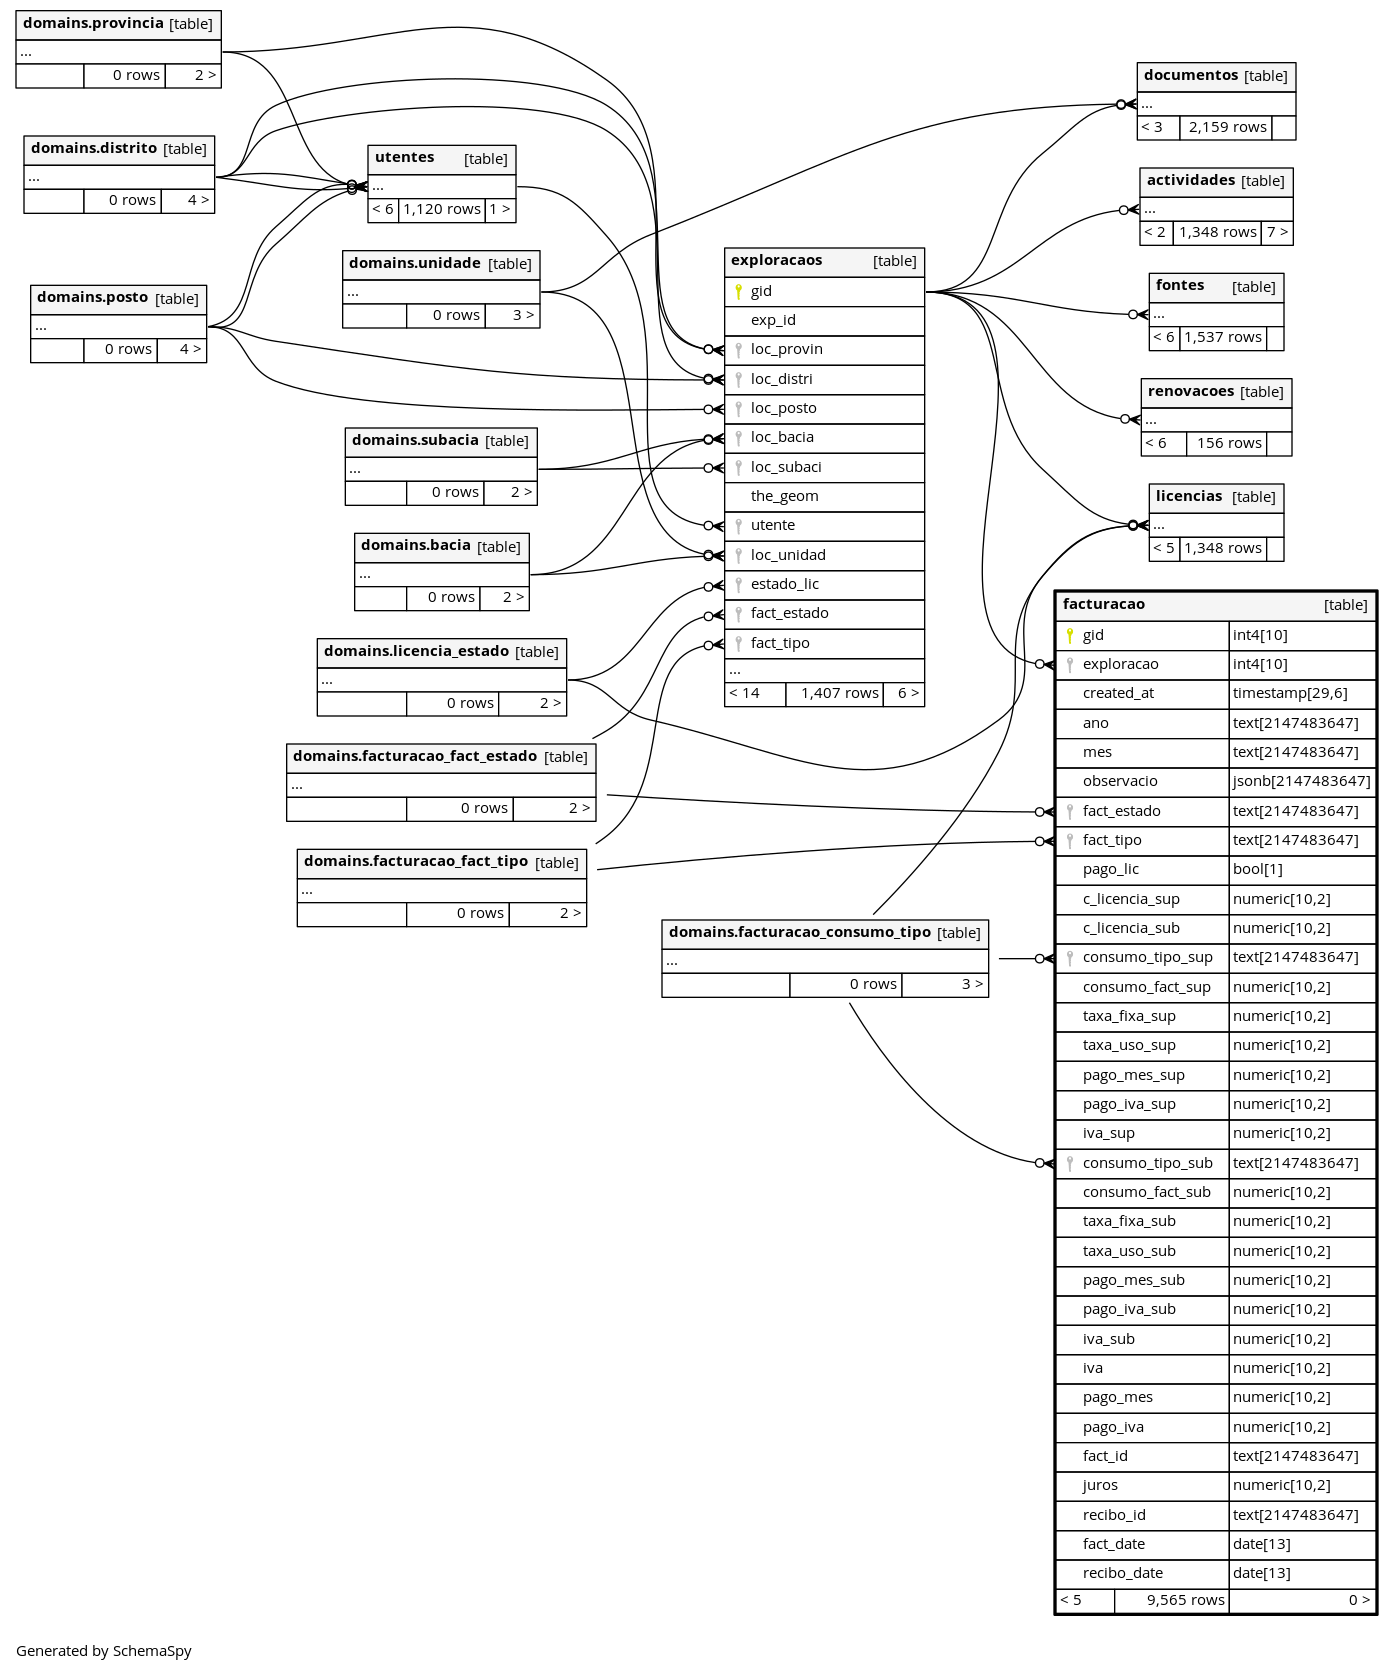 domains.provincia [table]
...
0 rows 2 >
domains.distrito [table]
...
0 rows 4 >
domains.posto [table]
...
0 rows 4 >
utentes [table]
...
< 6 1,120 rows 1 >
domains.unidade [table]
...
0 rows 3 >
domains.subacia [table]
...
0 rows 2 >
domains.bacia [table]
...
0 rows 2 >
domains.licencia_estado [table]
...
0 rows 2 >
domains.facturacao_fact_estado [table]
...
0 rows 2 >
domains.facturacao_fact_tipo [table]
...
0 rows 2 >
exploracaos [table]
gid
exp_id
loc_provin
loc_distri
loc_posto
loc_bacia
loc_subaci
the_geom
utente
loc_unidad
estado_lic
fact_estado
fact_tipo
...
< 14 1,407 rows 6 >
domains.facturacao_consumo_tipo [table]
...
0 rows 3 >
documentos [table]
...
< 3 2,159 rows
actividades [table]
...
< 2 1,348 rows 7 >
fontes [table]
...
< 6 1,537 rows
renovacoes [table]
...
< 6 156 rows
licencias [table]
...
< 5 1,348 rows
facturacao [table]
gid int4[10]
exploracao int4[10]
created_at timestamp[29,6]
ano text[2147483647]
mes text[2147483647]
observacio jsonb[2147483647]
fact_estado text[2147483647]
fact_tipo text[2147483647]
pago_lic bool[1]
c_licencia_sup numeric[10,2]
c_licencia_sub numeric[10,2]
consumo_tipo_sup text[2147483647]
consumo_fact_sup numeric[10,2]
taxa_fixa_sup numeric[10,2]
taxa_uso_sup numeric[10,2]
pago_mes_sup numeric[10,2]
pago_iva_sup numeric[10,2]
iva_sup numeric[10,2]
consumo_tipo_sub text[2147483647]
consumo_fact_sub numeric[10,2]
taxa_fixa_sub numeric[10,2]
taxa_uso_sub numeric[10,2]
pago_mes_sub numeric[10,2]
pago_iva_sub numeric[10,2]
iva_sub numeric[10,2]
iva numeric[10,2]
pago_mes numeric[10,2]
pago_iva numeric[10,2]
fact_id text[2147483647]
juros numeric[10,2]
recibo_id text[2147483647]
fact_date date[13]
recibo_date date[13]
< 5 9,565 rows 0 >
Generated by SchemaSpy